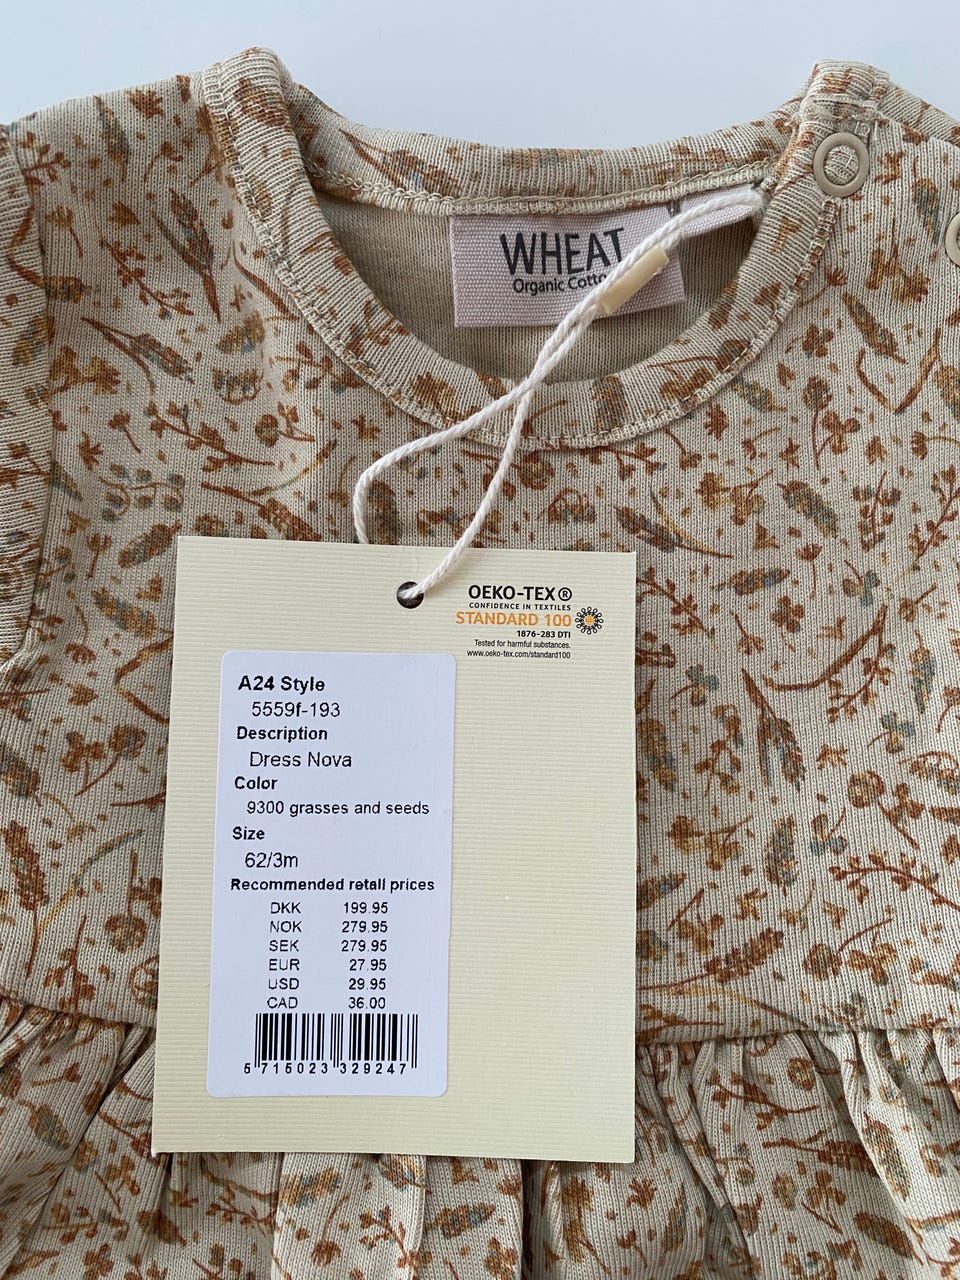 WHEAT
Organic Cotto
OEKO-TEX®
CONFIDENCE IN TEXTILES
STANDARD 100
1876-283 DTI
Tested for harmful substances.
www.oeko-tex.com/standard100
A24 Style
5559f-193
Description
Dress Nova
Color
9300 grasses and seeds
Size
62/3m
Recommended retail prices
DKK 199.95
NOK 279.95
SEK 279.95
EUR 27.95
USD 29.95
CAD 36.00
5 715023 329247